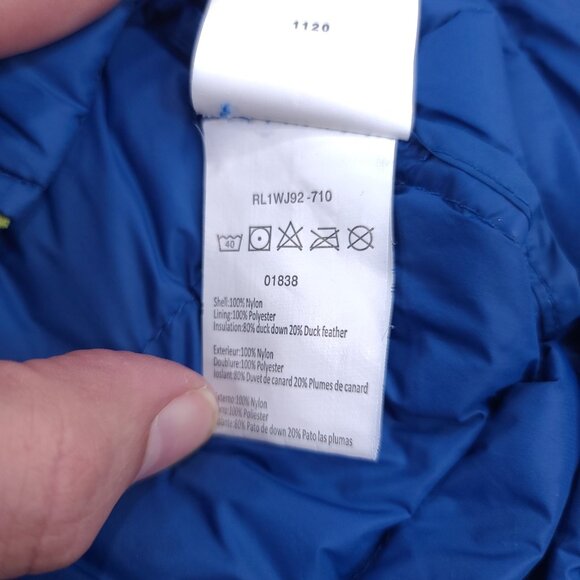 1120
RL1WJ92-710
40
01838
Shell:100% Nylon
Lining:100% Polyester
Insulation:80% duck down 20% Duck feather
Exterieur:100% Nylon
Doublure:100% Polyester
Isolant:80% Duvet de canard 20% Plumes de canard
100% Nylon
100% Polyester
80% Pato de down 20% Pato las plumas